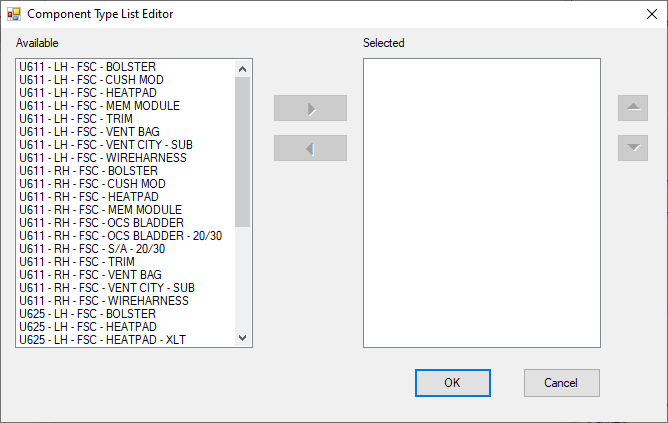 Component Type List Editor
Available
Selected
U611 - LH - FSC - BOLSTER
U611 - LH - FSC - CUSH MOD
U611 - LH - FSC - HEATPAD
U611 - LH - FSC - MEM MODULE
U611 - LH - FSC - TRIM
U611 - LH - FSC - VENT BAG
U611 - LH - FSC - VENT CITY - SUB
U611 - LH - FSC - WIREHARNESS
U611 - RH - FSC - BOLSTER
U611 - RH - FSC - CUSH MOD
U611 - RH - FSC - HEATPAD
U611 - RH - FSC - MEM MODULE
U611 - RH - FSC - OCS BLADDER
U611 - RH - FSC - OCS BLADDER - 20/30
U611 - RH - FSC - S/A - 20/30
U611 - RH - FSC - TRIM
U611 - RH - FSC - VENT BAG
U611 - RH - FSC - VENT CITY - SUB
U611 - RH - FSC - WIREHARNESS
U625 - LH - FSC - BOLSTER
U625 - LH - FSC - HEATPAD
U625 - LH - FSC - HEATPAD - XLT
OK
Cancel